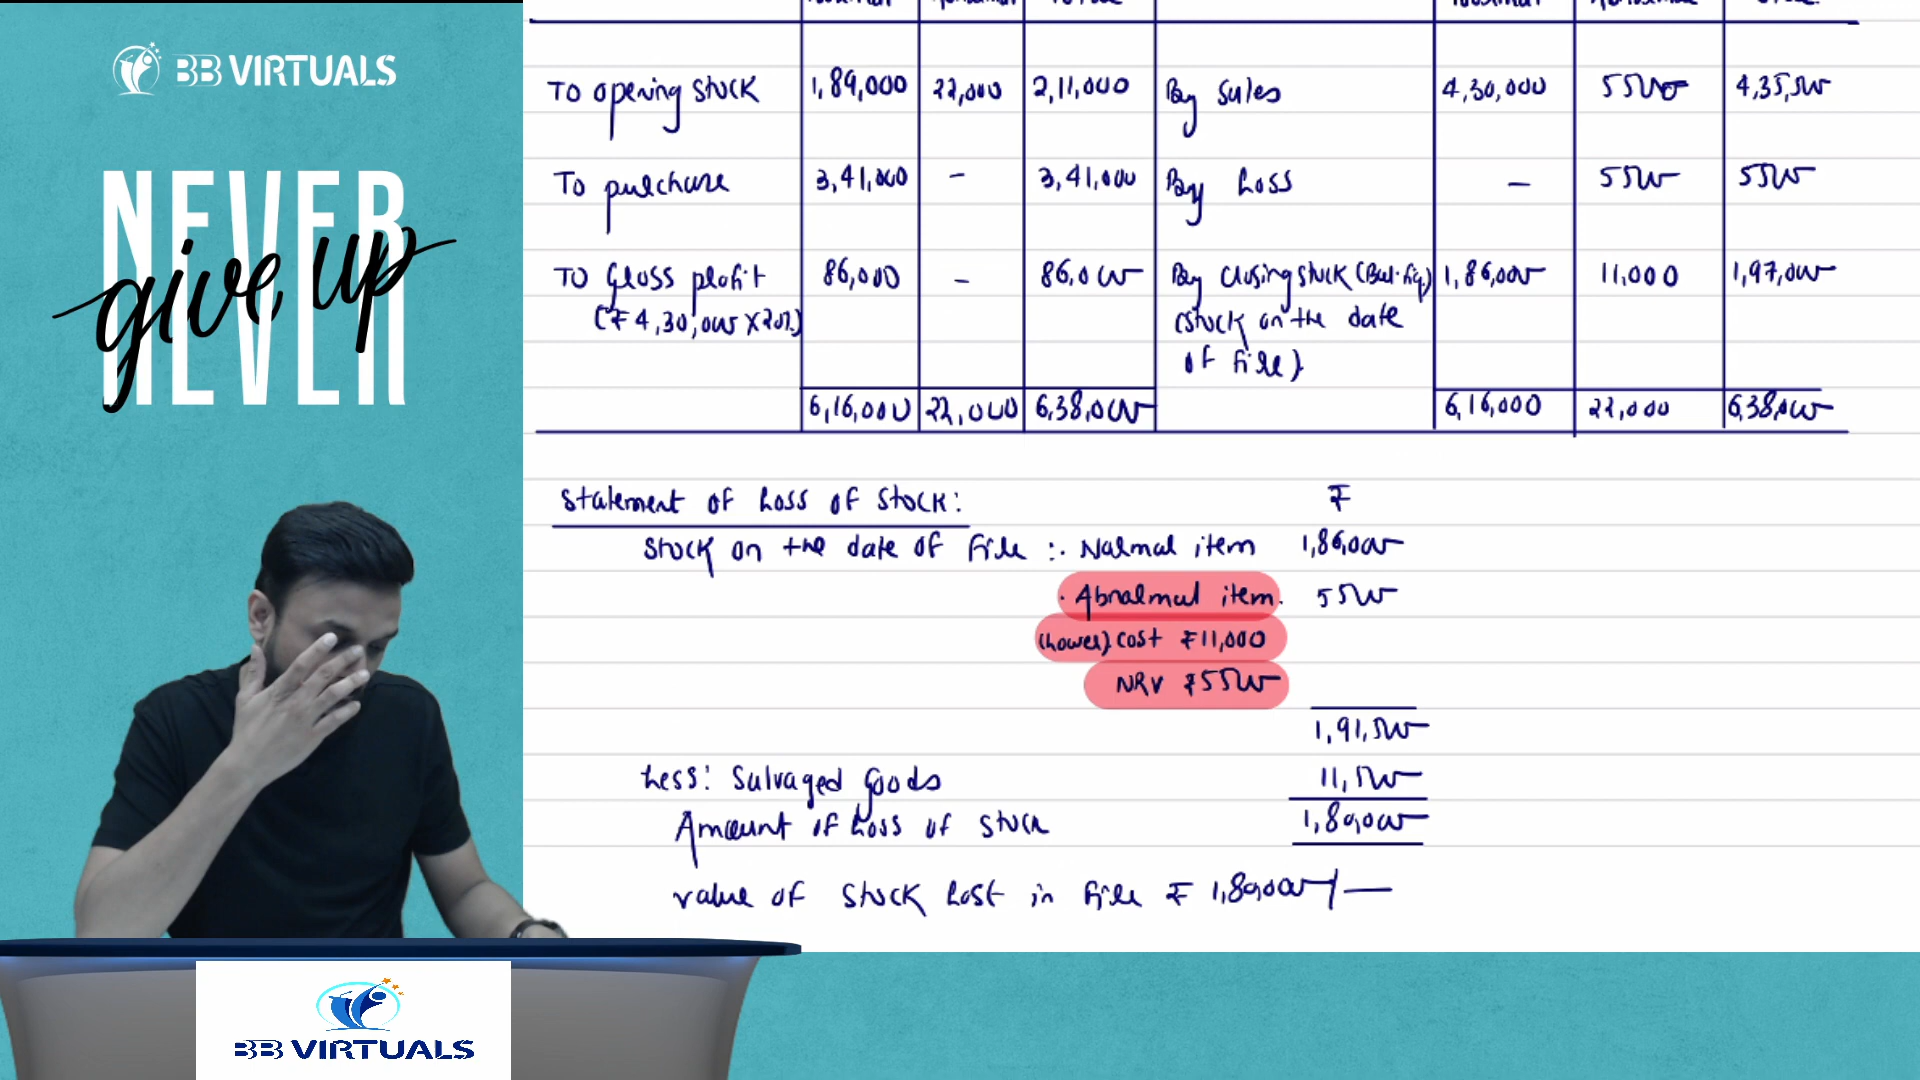 BB VIRTUALS
NEVER
give up
NEVER
To opening stock 1,89,000 22,000 2,11,000 By Sales 4,30,000 5500 4,35,500
To purchase 3,41,000 - 3,41,000 By Loss - 5500 5500
To Gross profit 86,000 - 86,000 By closing stock (Bal. fig.) 1,86,000 11,000 1,97,000
(₹ 4,30,000 x 20%) (stock on the date
of fire)
6,16,000 22,000 6,38,000 6,16,000 22,000 6,38,000
Statement of Loss of Stock: ₹
Stock on the date of fire :. Normal item 1,86,000
. Abnormal item. 5500
(Lower) cost ₹11,000
NRV ₹5500
1,91,500
Less: Salvaged Goods 11,500
Amount of Loss of stock 1,80,000
value of stock Lost in fire ₹ 1,80,000/—
BB VIRTUALS